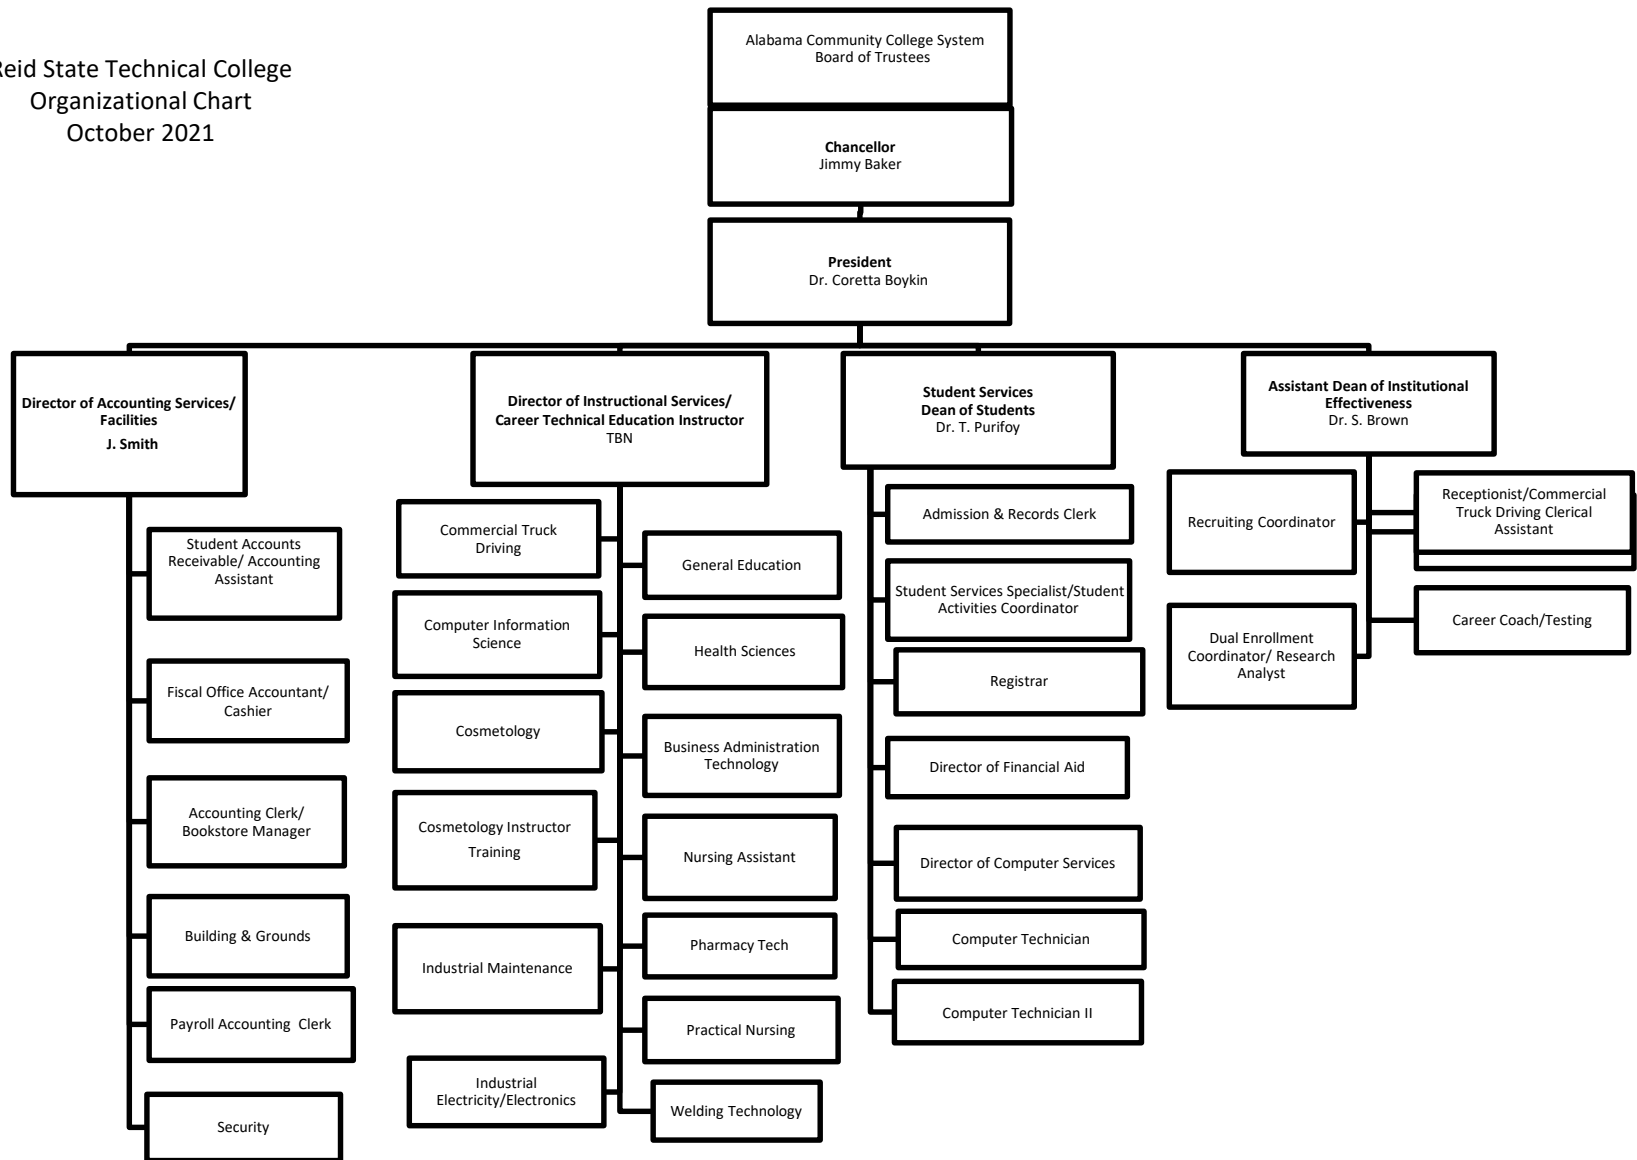 Reid State Technical College
Organizational Chart
October 2021
Alabama Community College System
Board of Trustees
Chancellor
Jimmy Baker
President
Dr. Coretta Boykin
Director of Accounting Services/
Facilities
J. Smith
Student Accounts
Receivable/ Accounting
Assistant
Fiscal Office Accountant/
Cashier
Accounting Clerk/
Bookstore Manager
Building & Grounds
Payroll Accounting  Clerk
Security
Director of Instructional Services/
Career Technical Education Instructor
TBN
Commercial Truck
Driving
Computer Information
Science
Cosmetology
Cosmetology Instructor
Training
Industrial Maintenance
Industrial
Electricity/Electronics
General Education
Health Sciences
Business Administration
Technology
Nursing Assistant
Pharmacy Tech
Practical Nursing
Welding Technology
Student Services
Dean of Students
Dr. T. Purifoy
Admission & Records Clerk
Student Services Specialist/Student
Activities Coordinator
Registrar
Director of Financial Aid
Director of Computer Services
Computer Technician
Computer Technician II
Assistant Dean of Institutional
Effectiveness
Dr. S. Brown
Recruiting Coordinator
Dual Enrollment
Coordinator/ Research
Analyst
Receptionist/Commercial
Truck Driving Clerical
Assistant
Career Coach/Testing